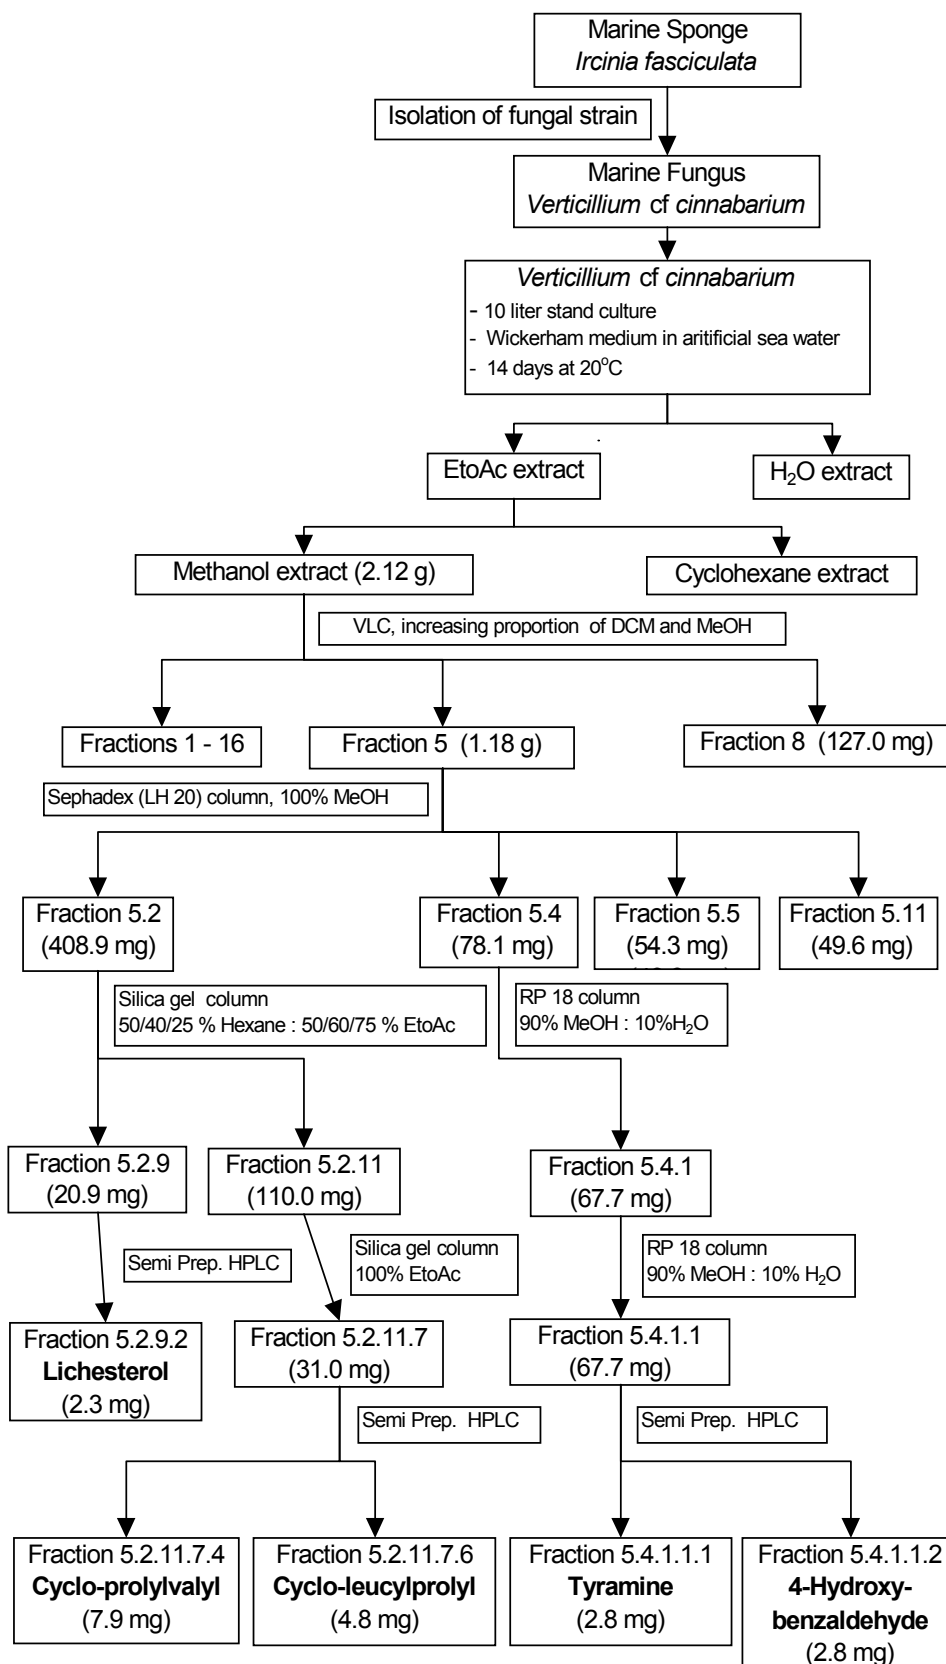 Marine Sponge
Ircinia fasciculata
Isolation of fungal strain
Marine Fungus
Verticillium cf cinnabarium
Verticillium cf cinnabarium
- 10 liter stand culture
- Wickerham medium in aritificial sea water
- 14 days at 20°C
EtoAc extract
H₂O extract
Methanol extract (2.12 g)
Cyclohexane extract
VLC, increasing proportion of DCM and MeOH
Fractions 1 - 16
Fraction 5 (1.18 g)
Fraction 8 (127.0 mg)
Sephadex (LH 20) column, 100% MeOH
Fraction 5.2
(408.9 mg)
Fraction 5.4
(78.1 mg)
Fraction 5.5
(54.3 mg)
Fraction 5.11
(49.6 mg)
Silica gel column
50/40/25 % Hexane : 50/60/75 % EtoAc
RP 18 column
90% MeOH : 10%H₂O
Fraction 5.2.9
(20.9 mg)
Fraction 5.2.11
(110.0 mg)
Fraction 5.4.1
(67.7 mg)
Semi Prep. HPLC
Silica gel column
100% EtoAc
RP 18 column
90% MeOH : 10% H₂O
Fraction 5.2.9.2
Lichesterol
(2.3 mg)
Fraction 5.2.11.7
(31.0 mg)
Fraction 5.4.1.1
(67.7 mg)
Semi Prep. HPLC
Semi Prep. HPLC
Fraction 5.2.11.7.4
Cyclo-prolylvalyl
(7.9 mg)
Fraction 5.2.11.7.6
Cyclo-leucylprolyl
(4.8 mg)
Fraction 5.4.1.1.1
Tyramine
(2.8 mg)
Fraction 5.4.1.1.2
4-Hydroxy-
benzaldehyde
(2.8 mg)